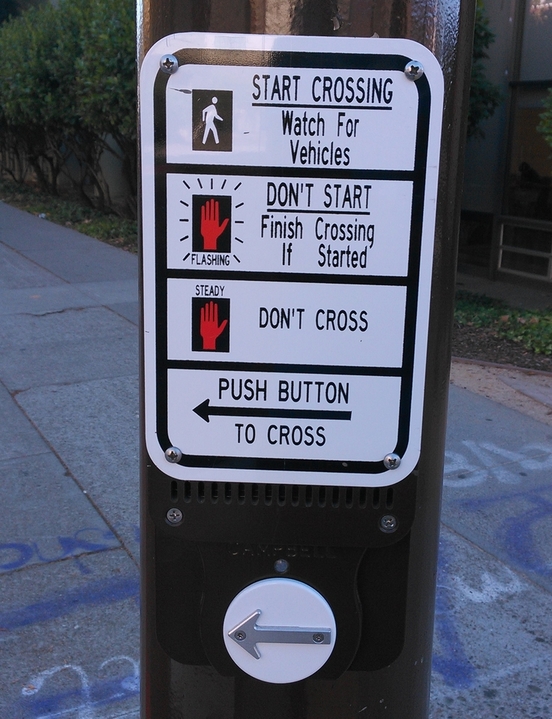 START CROSSING
Watch For
Vehicles
DON'T START
Finish Crossing
If Started
FLASHING
STEADY
DON'T CROSS
PUSH BUTTON
TO CROSS
CAMPBELL